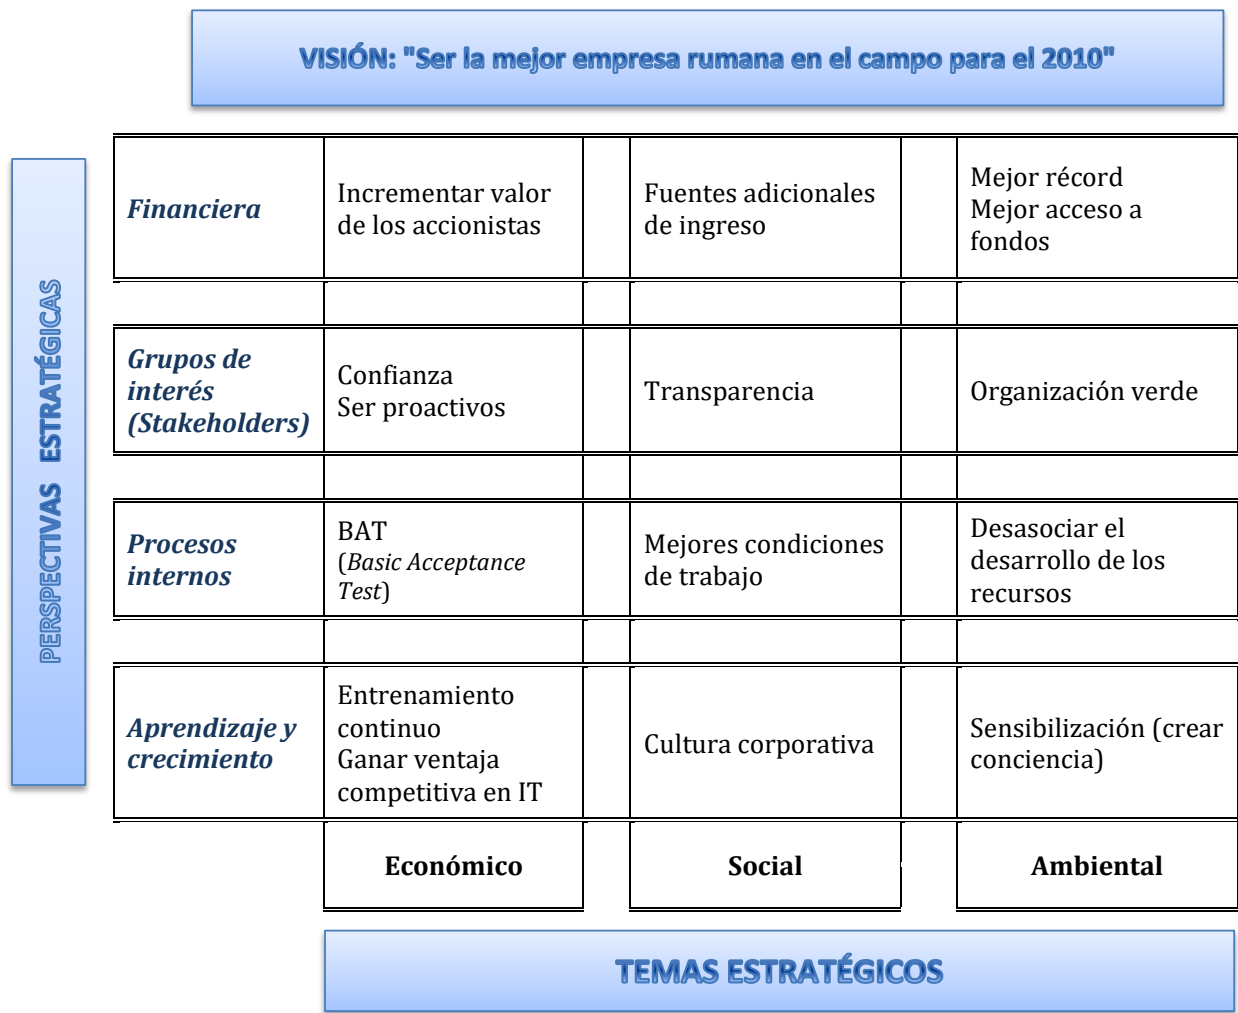 VISIÓN: "Ser la mejor empresa rumana en el campo para el 2010"
PERSPECTIVAS ESTRATÉGICAS
Financiera
Incrementar valor
de los accionistas
Fuentes adicionales
de ingreso
Mejor récord
Mejor acceso a
fondos
Grupos de
interés
(Stakeholders)
Confianza
Ser proactivos
Transparencia
Organización verde
Procesos
internos
BAT
(Basic Acceptance
Test)
Mejores condiciones
de trabajo
Desasociar el
desarrollo de los
recursos
Aprendizaje y
crecimiento
Entrenamiento
continuo
Ganar ventaja
competitiva en IT
Cultura corporativa
Sensibilización (crear
conciencia)
Económico
Social
Ambiental
TEMAS ESTRATÉGICOS